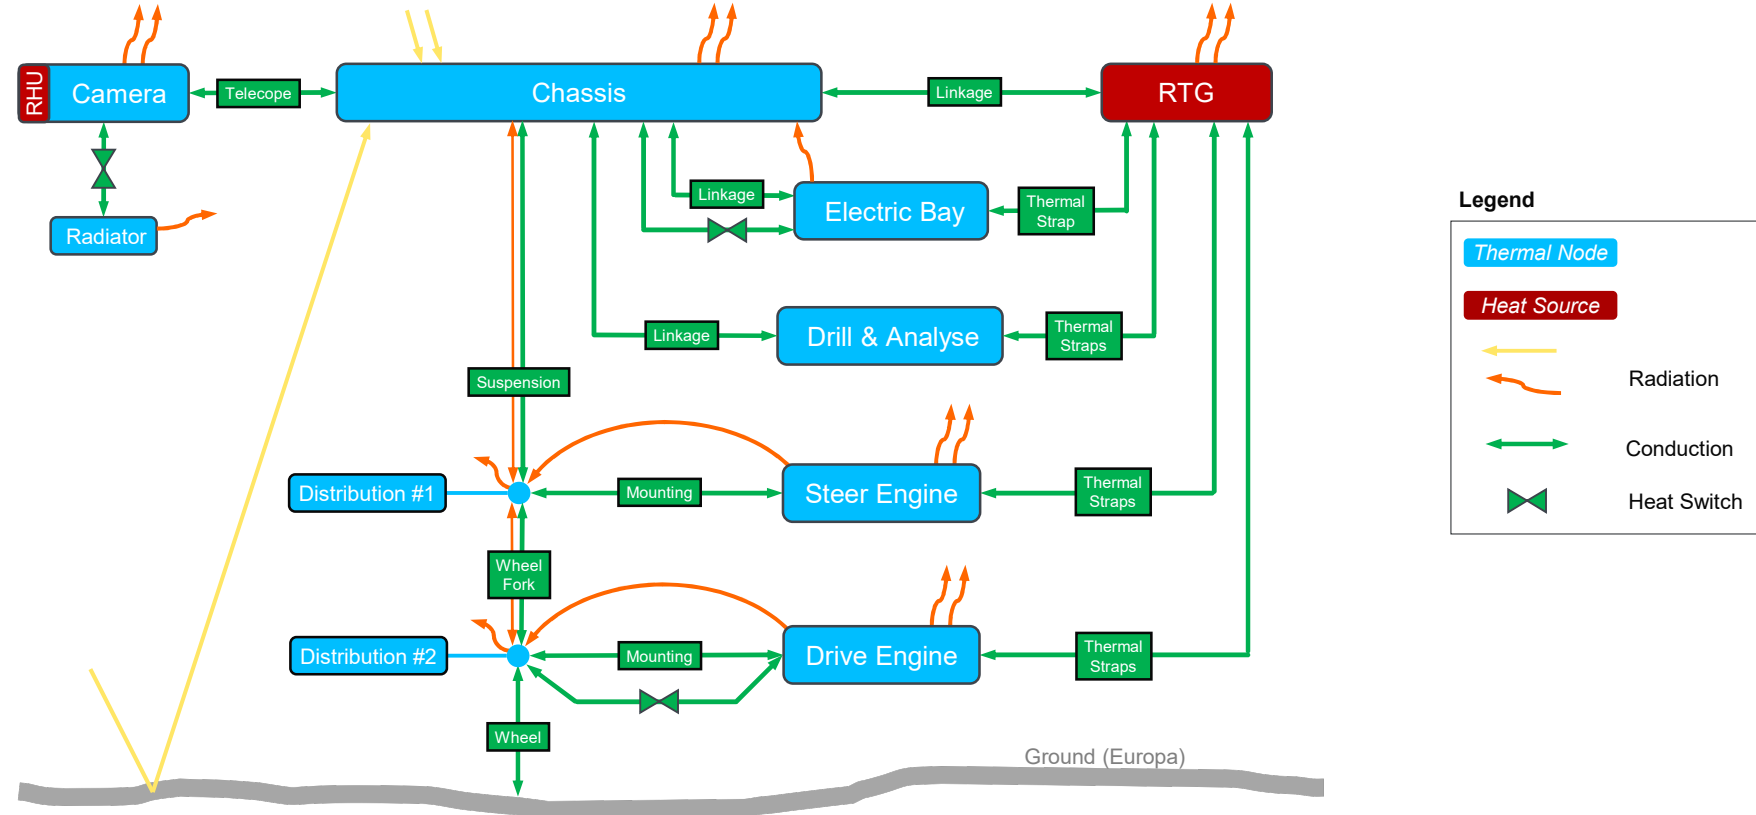 RHU
Camera
Telecope
Chassis
Linkage
RTG
Radiator
Linkage
Electric Bay
Thermal
Strap
Linkage
Drill & Analyse
Thermal
Straps
Suspension
Distribution #1
Mounting
Steer Engine
Thermal
Straps
Wheel
Fork
Distribution #2
Mounting
Drive Engine
Thermal
Straps
Wheel
Ground (Europa)
Legend
Thermal Node
Heat Source
Radiation
Conduction
Heat Switch